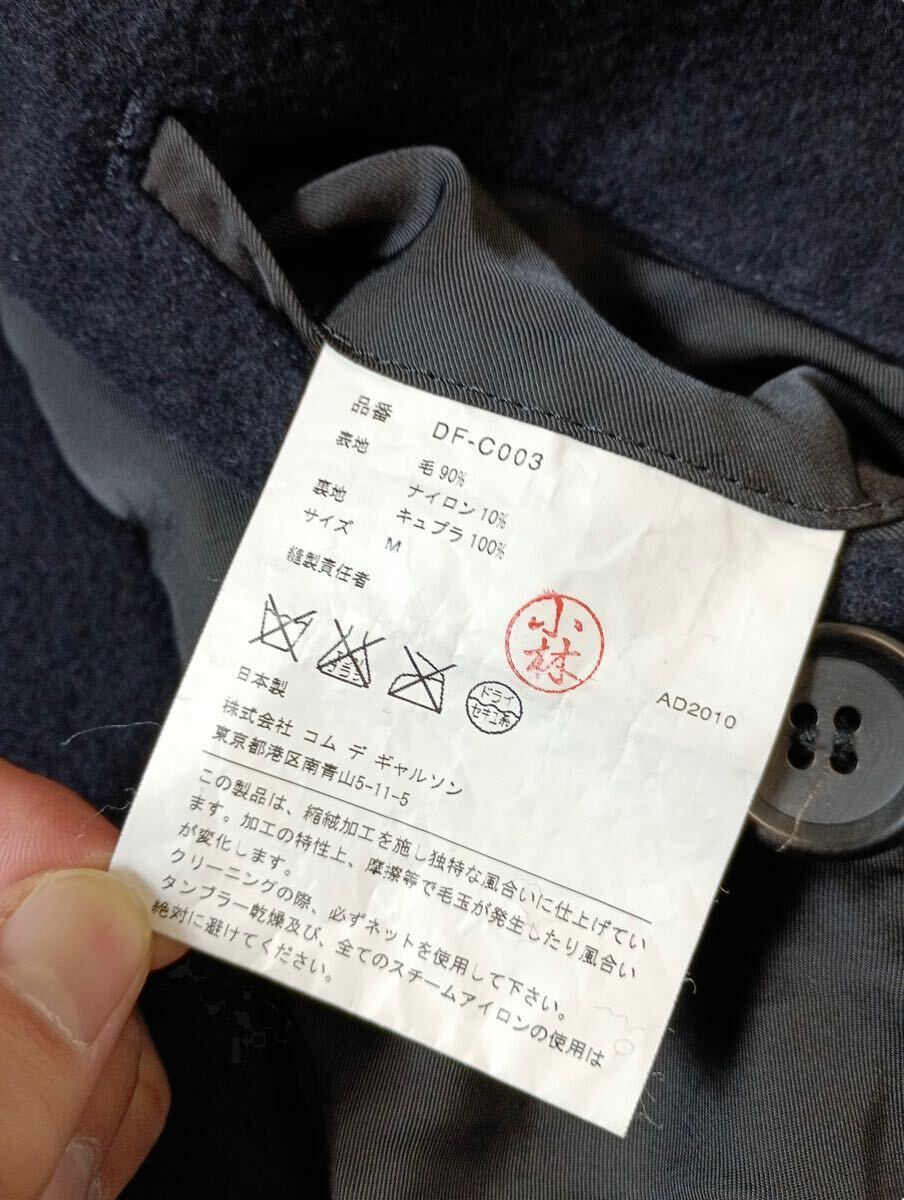 品番 DF-C003
表地 毛 90%
ナイロン 10%
裏地 キュプラ 100%
サイズ M
縫製責任者
小林
ドライ
セキユ系
AD2010
日本製
株式会社 コム デ ギャルソン
東京都港区南青山5-11-5
この製品は、縮絨加工を施し独特な風合いに仕上げてい
ます。加工の特性上、摩擦等で毛玉が発生したり風合い
が変化します。
クリーニングの際、必ずネットを使用して下さい。
タンブラー乾燥及び、全てのスチームアイロンの使用は
絶対に避けてください。